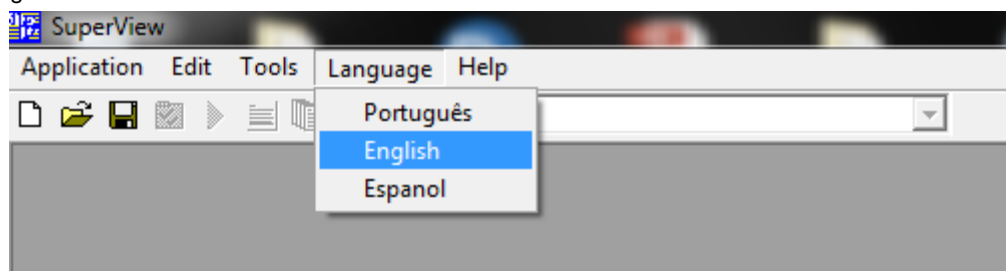 SuperView
Application Edit Tools Language Help
Português
English
Espanol